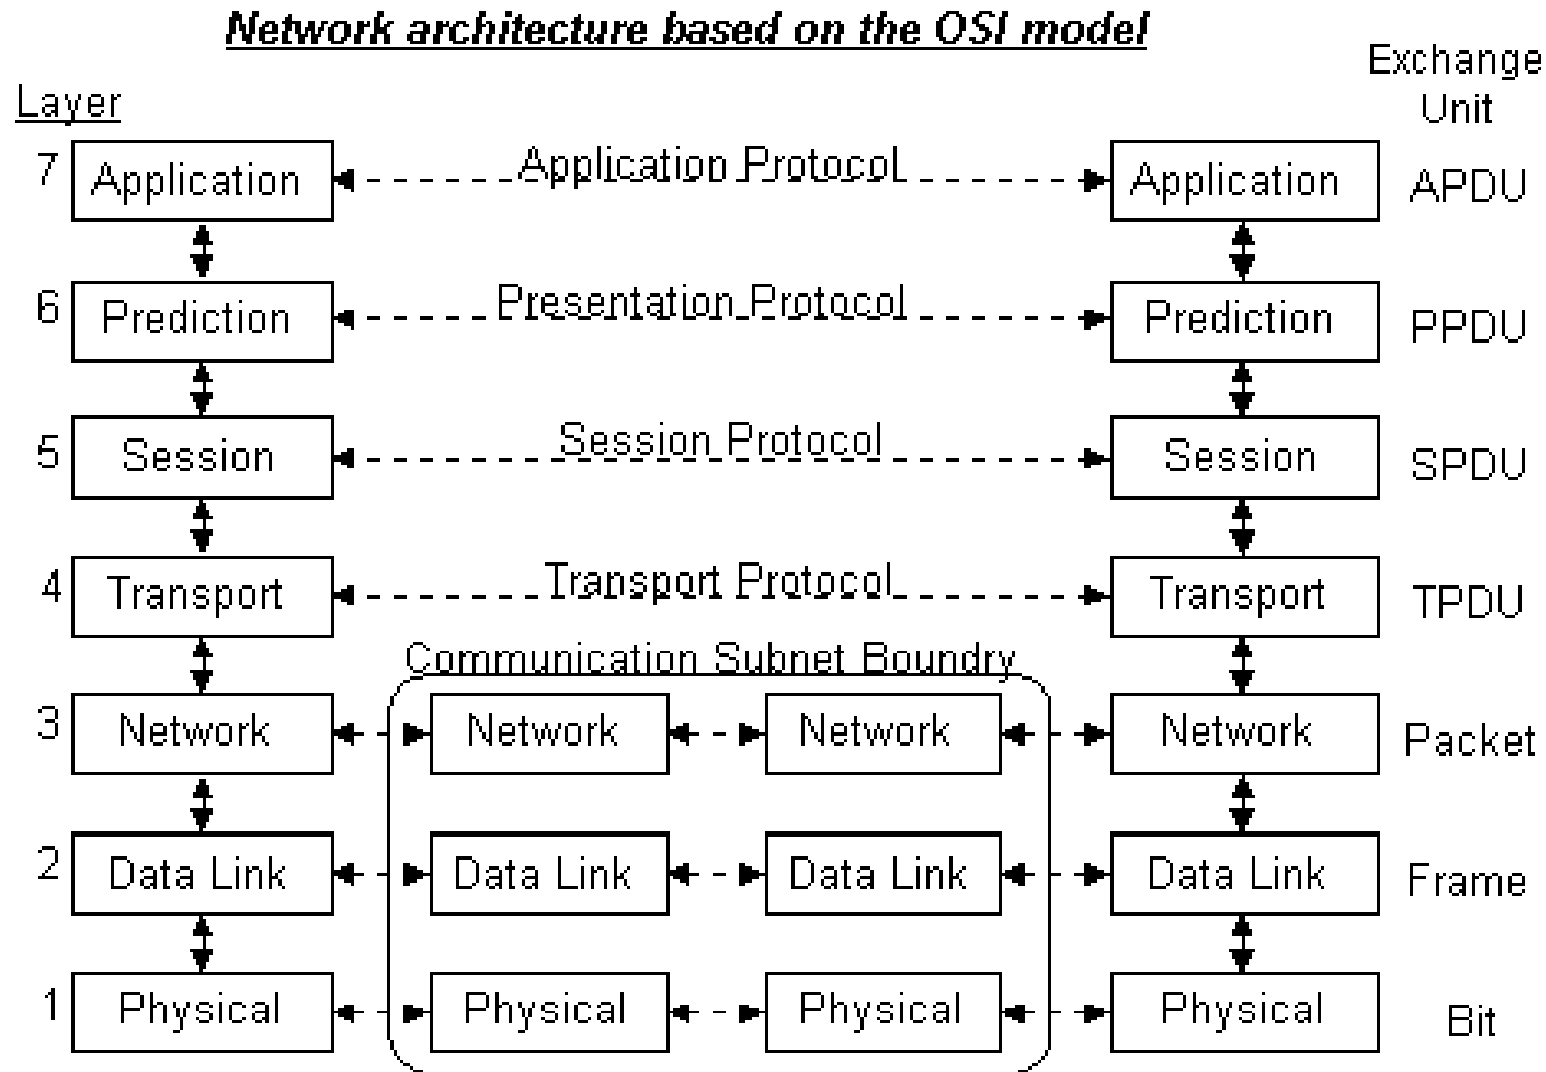 Network architecture based on the OSI model
Exchange
Unit
Layer
7 Application Application Protocol Application APDU
6 Prediction Presentation Protocol Prediction PPDU
5 Session Session Protocol Session SPDU
4 Transport Transport Protocol Transport TPDU
Communication Subnet Boundry
3 Network Network Network Network Packet
2 Data Link Data Link Data Link Data Link Frame
1 Physical Physical Physical Physical Bit